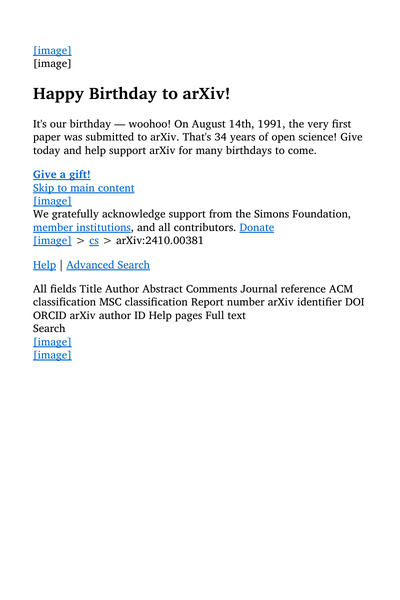 [image]
[image]
Happy Birthday to arXiv!
It's our birthday — woohoo! On August 14th, 1991, the very first
paper was submitted to arXiv. That's 34 years of open science! Give
today and help support arXiv for many birthdays to come.
Give a gift!
Skip to main content
[image]
We gratefully acknowledge support from the Simons Foundation,
member institutions, and all contributors. Donate
[image] > cs > arXiv:2410.00381
Help | Advanced Search
All fields Title Author Abstract Comments Journal reference ACM
classification MSC classification Report number arXiv identifier DOI
ORCID arXiv author ID Help pages Full text
Search
[image]
[image]